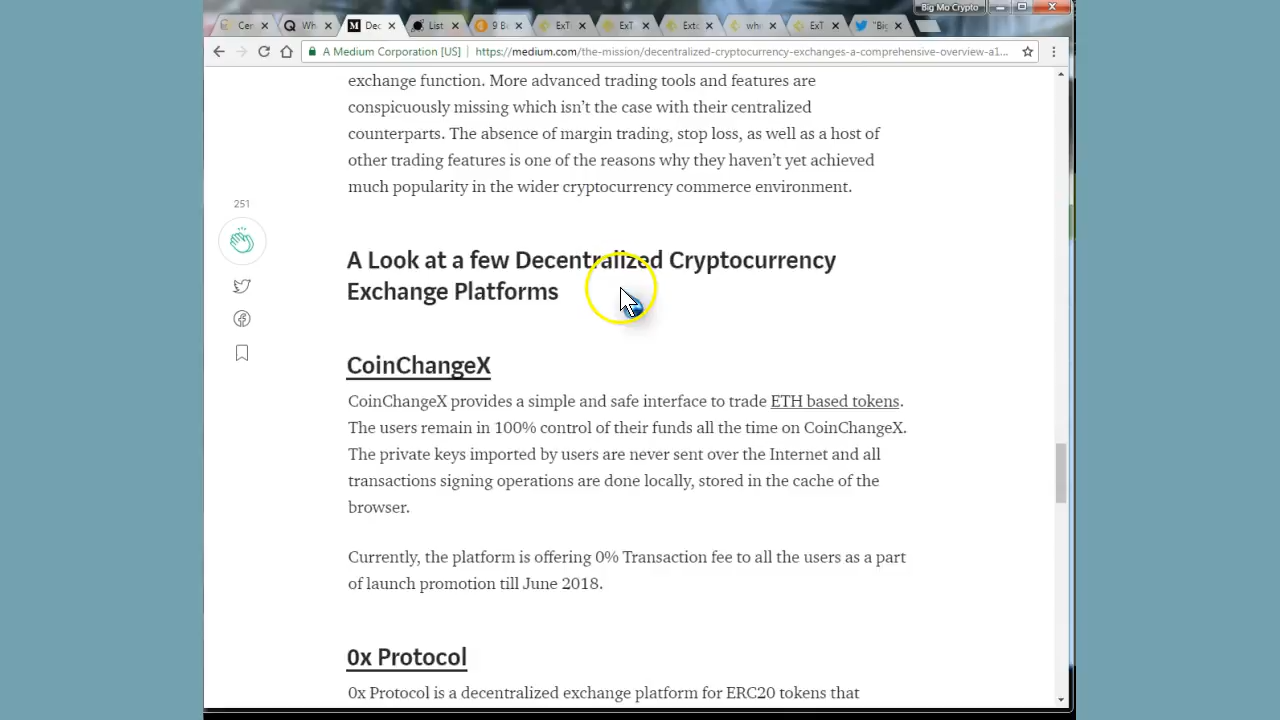 Big Mo Crypto
Cer
Wh
Dec
List
9 B
ExT
ExT
Exto
whe
ExT
"Big
A Medium Corporation [US]
https://medium.com/the-mission/decentralized-cryptocurrency-exchanges-a-comprehensive-overview-a1...
exchange function. More advanced trading tools and features are
conspicuously missing which isn’t the case with their centralized
counterparts. The absence of margin trading, stop loss, as well as a host of
other trading features is one of the reasons why they haven’t yet achieved
much popularity in the wider cryptocurrency commerce environment.
251
A Look at a few Decentralized Cryptocurrency
Exchange Platforms
CoinChangeX
CoinChangeX provides a simple and safe interface to trade ETH based tokens.
The users remain in 100% control of their funds all the time on CoinChangeX.
The private keys imported by users are never sent over the Internet and all
transactions signing operations are done locally, stored in the cache of the
browser.
Currently, the platform is offering 0% Transaction fee to all the users as a part
of launch promotion till June 2018.
0x Protocol
0x Protocol is a decentralized exchange platform for ERC20 tokens that